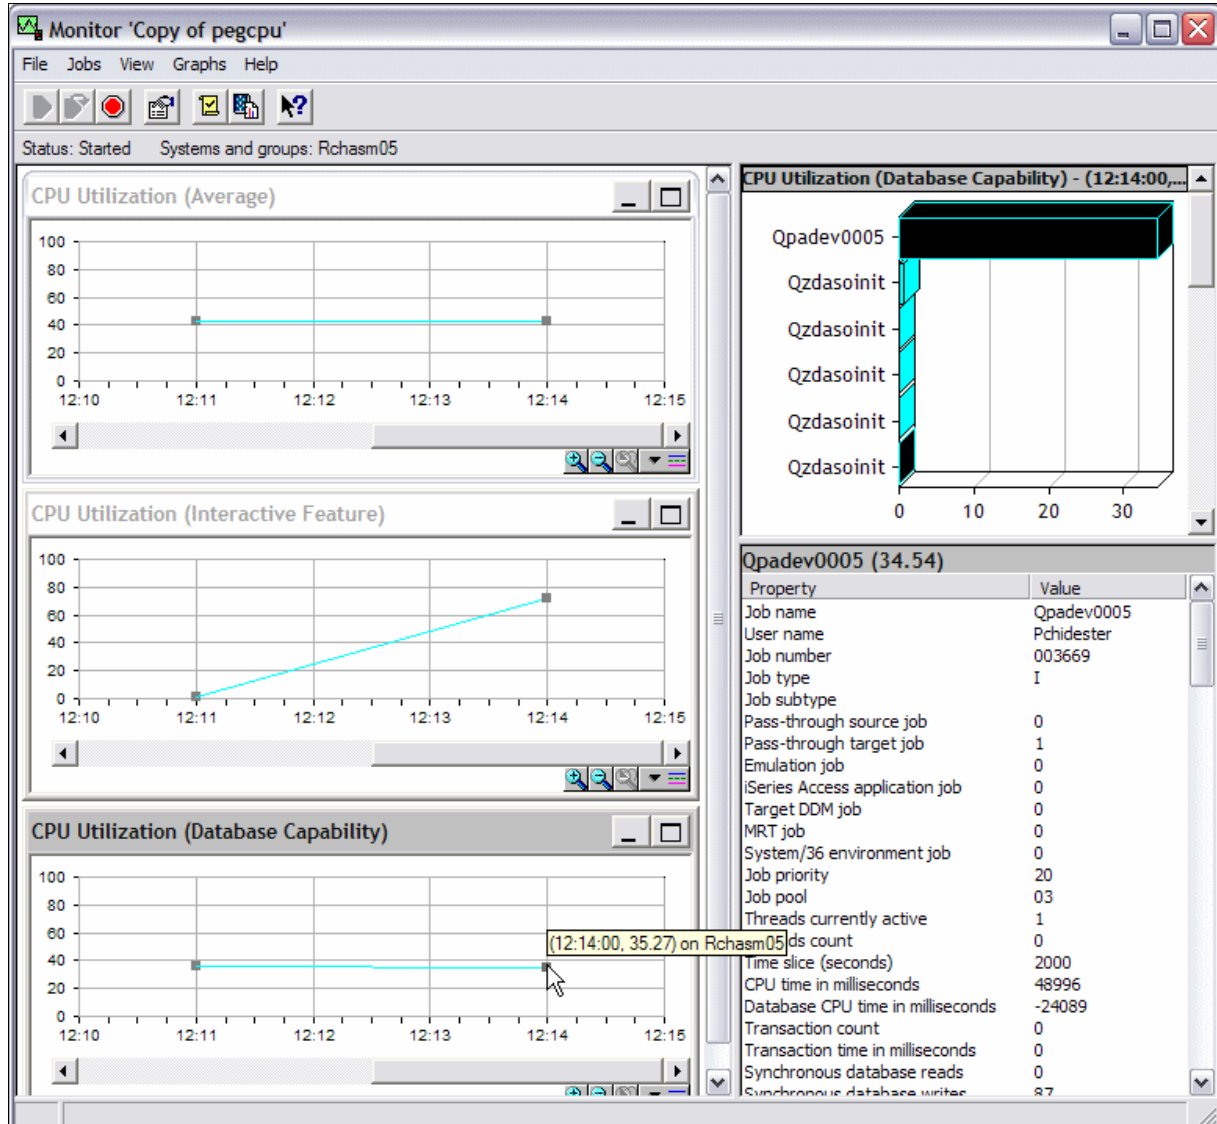 Monitor 'Copy of pegcpu'
File Jobs View Graphs Help
Status: Started Systems and groups: Rchasm05
CPU Utilization (Average)
100
80
60
40
20
0
12:10 12:11 12:12 12:13 12:14 12:15
CPU Utilization (Interactive Feature)
100
80
60
40
20
0
12:10 12:11 12:12 12:13 12:14 12:15
CPU Utilization (Database Capability)
100
80
60
40
20
0
12:10 12:11 12:12 12:13 12:14 12:15
(12:14:00, 35.27) on Rchasm05
CPU Utilization (Database Capability) - (12:14:00,...
Qpadev0005
Qzdasoinit
Qzdasoinit
Qzdasoinit
Qzdasoinit
Qzdasoinit
0 10 20 30
Qpadev0005 (34.54)
Property Value
Job name Qpadev0005
User name Pchidester
Job number 003669
Job type I
Job subtype
Pass-through source job 0
Pass-through target job 1
Emulation job 0
iSeries Access application job 0
Target DDM job 0
MRT job 0
System/36 environment job 0
Job priority 20
Job pool 03
Threads currently active 1
ds count 0
Time slice (seconds) 2000
CPU time in milliseconds 48996
Database CPU time in milliseconds -24089
Transaction count 0
Transaction time in milliseconds 0
Synchronous database reads 0
Synchronous database writes 87